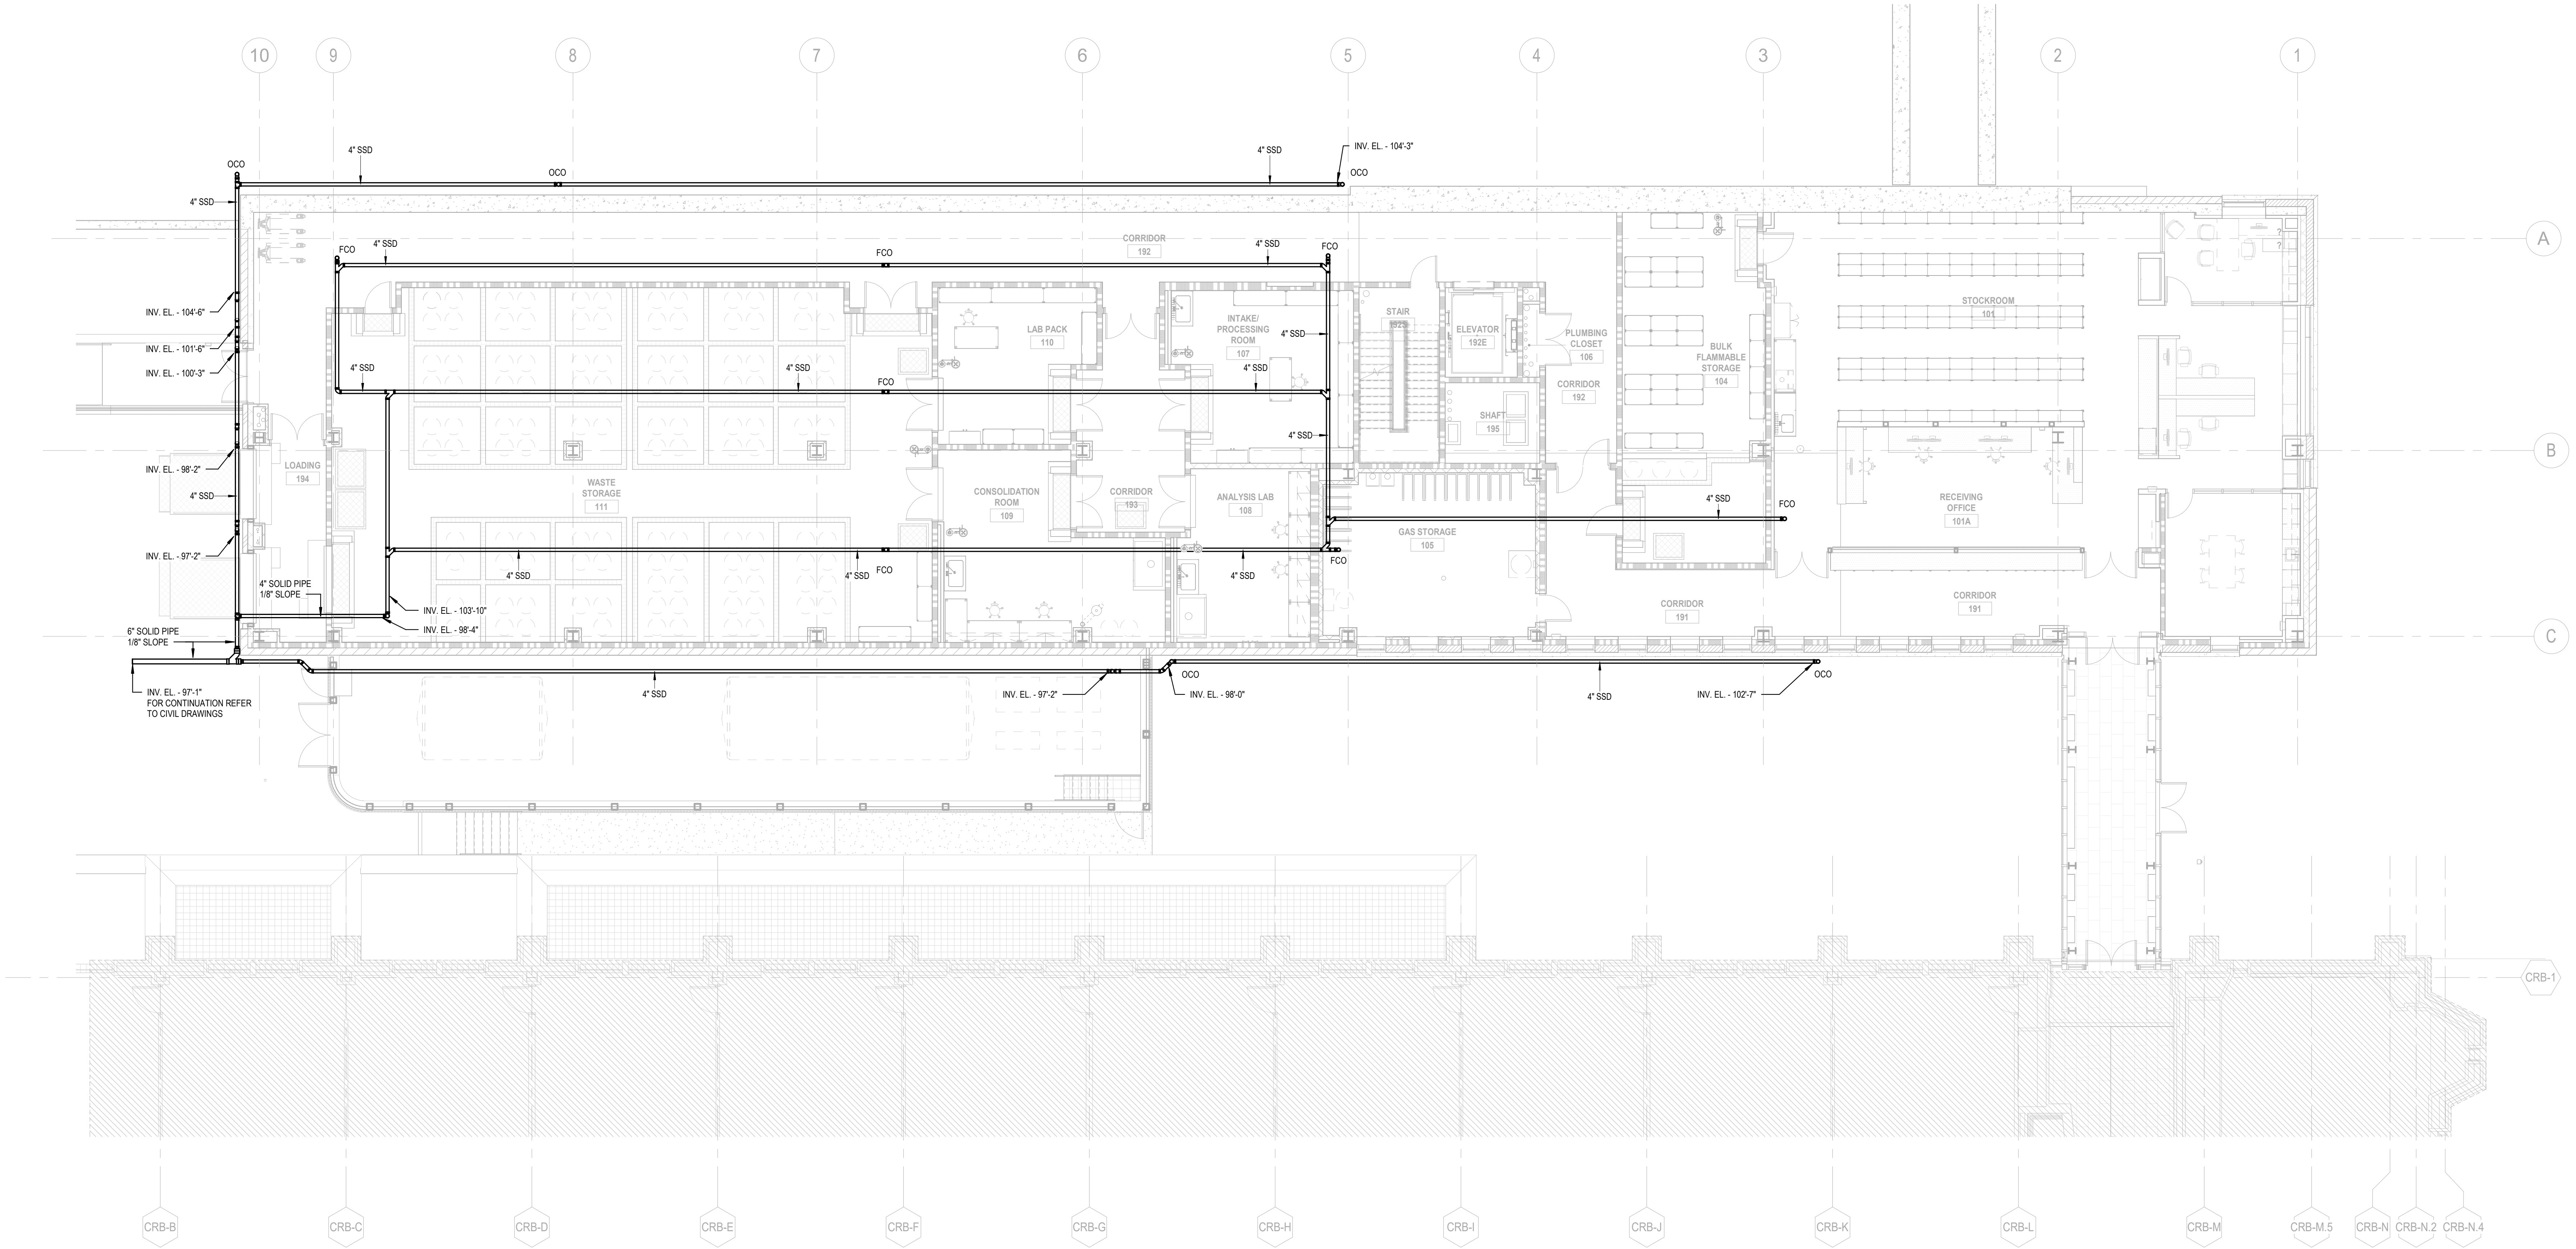 10
9
8
7
6
5
4
3
2
1
4" SSD
4" SSD
INV. EL. - 104'-3"
OCO
OCO
OCO
4" SSD
CORRIDOR
192
A
FCO
4" SSD
FCO
4" SSD
FCO
?
?
INV. EL. - 104'-6"
INV. EL. - 101'-6"
INV. EL. - 100'-3"
STOCKROOM
101
LAB PACK
110
INTAKE/
PROCESSING
ROOM
107
4" SSD
STAIR
ELEVATOR
192E
PLUMBING
CLOSET
106
BULK
FLAMMABLE
STORAGE
104
4" SSD
4" SSD
FCO
4" SSD
CORRIDOR
192
SHAFT
195
4" SSD
B
INV. EL. - 98'-2"
LOADING
194
4" SSD
WASTE
STORAGE
111
CONSOLIDATION
ROOM
109
CORRIDOR
193
ANALYSIS LAB
108
4" SSD
FCO
RECEIVING
OFFICE
101A
GAS STORAGE
105
INV. EL. - 97'-2"
4" SSD
4" SSD
FCO
4" SSD
FCO
4" SOLID PIPE
1/8" SLOPE
INV. EL. - 103'-10"
INV. EL. - 98'-4"
CORRIDOR
191
CORRIDOR
191
6" SOLID PIPE
1/8" SLOPE
C
INV. EL. - 97'-1"
FOR CONTINUATION REFER
TO CIVIL DRAWINGS
4" SSD
INV. EL. - 97'-2"
OCO
INV. EL. - 98'-0"
4" SSD
INV. EL. - 102'-7"
OCO
CRB-1
CRB-B
CRB-C
CRB-D
CRB-E
CRB-F
CRB-G
CRB-H
CRB-I
CRB-J
CRB-K
CRB-L
CRB-M
CRB-M.5
CRB-N
CRB-N.2
CRB-N.4